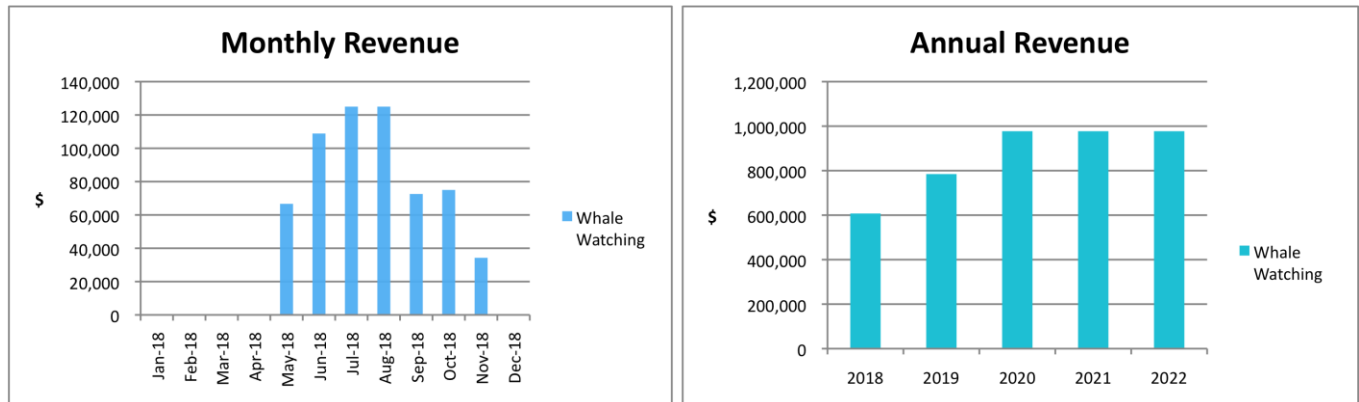 Monthly Revenue
140,000
120,000
100,000
80,000
60,000
40,000
20,000
0
$
Jan-18
Feb-18
Mar-18
Apr-18
May-18
Jun-18
Jul-18
Aug-18
Sep-18
Oct-18
Nov-18
Dec-18
Whale
Watching
Annual Revenue
1,200,000
1,000,000
800,000
600,000
400,000
200,000
0
$
2018
2019
2020
2021
2022
Whale
Watching